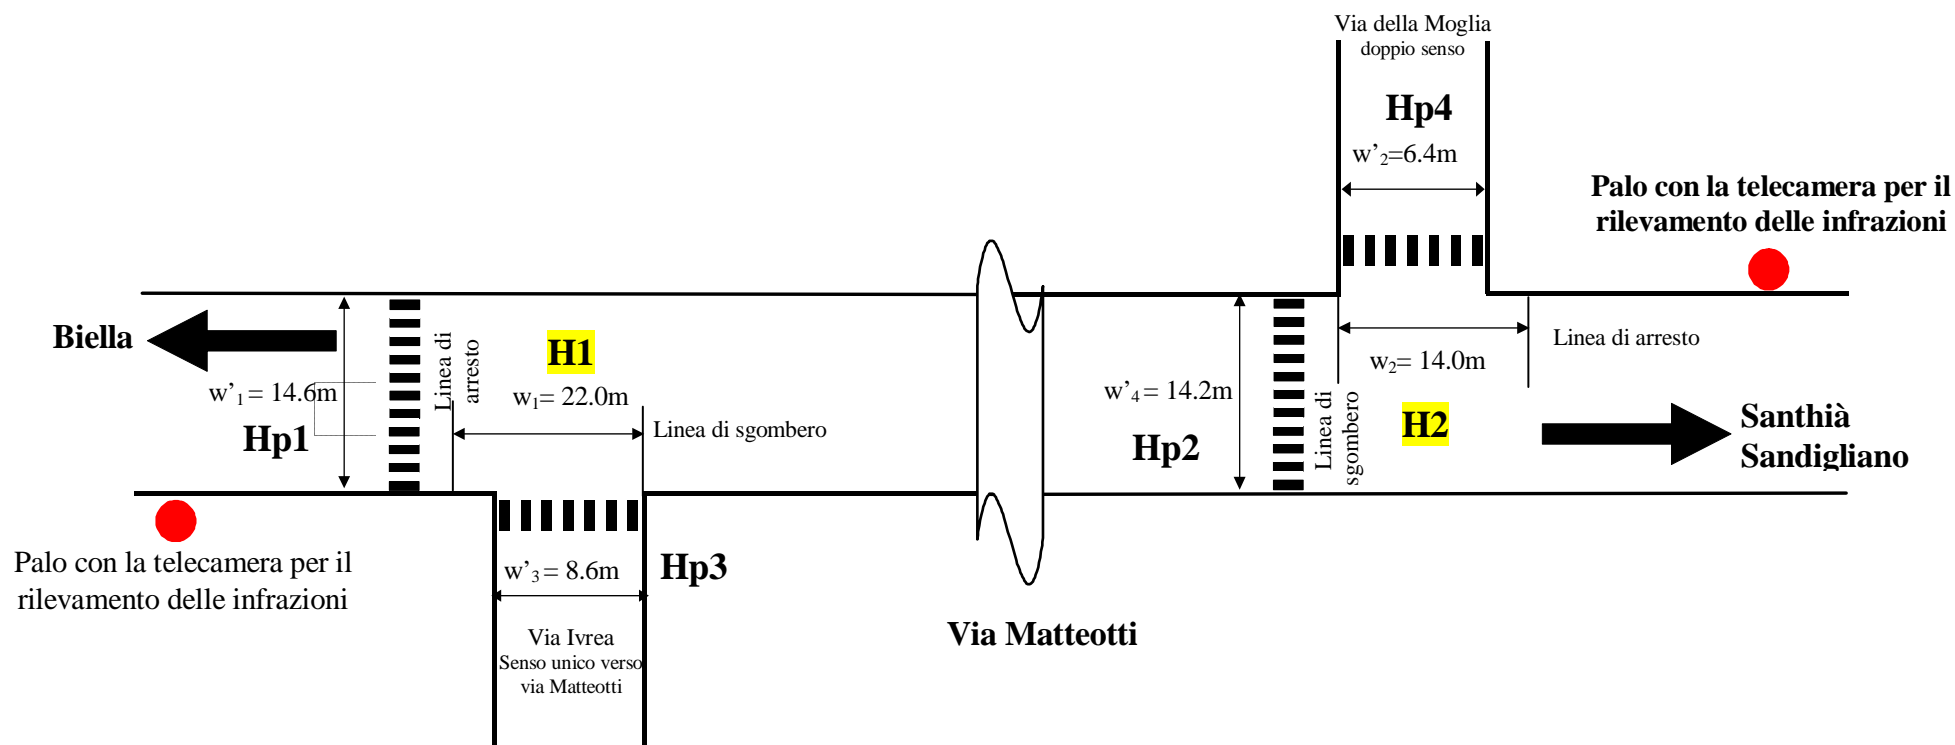 Via della Moglia
doppio senso
Hp4
w’2=6.4m
Palo con la telecamera per il
rilevamento delle infrazioni
Biella
w’1 = 14.6m
Hp1
Linea di
arresto
H1
w1= 22.0m
Linea di sgombero
w’4 = 14.2m
Hp2
Linea di
sgombero
w2= 14.0m
Linea di arresto
H2
Santhià
Sandigliano
Palo con la telecamera per il
rilevamento delle infrazioni
w’3 = 8.6m
Hp3
Via Ivrea
Senso unico verso
via Matteotti
Via Matteotti